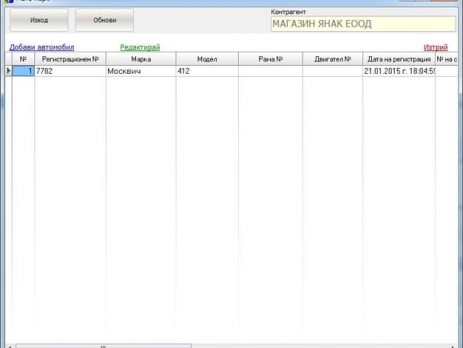 Контрагент
Изход Обнови
МАГАЗИН ЯНАК ЕООД
Добави автомобил Редактирай Изтрий
№ Регистрационен № Марка Модел Рама № Двигател № Дата на регистрация № на с
1 7782 Москвич 412 21.01.2015 г. 18:04:59